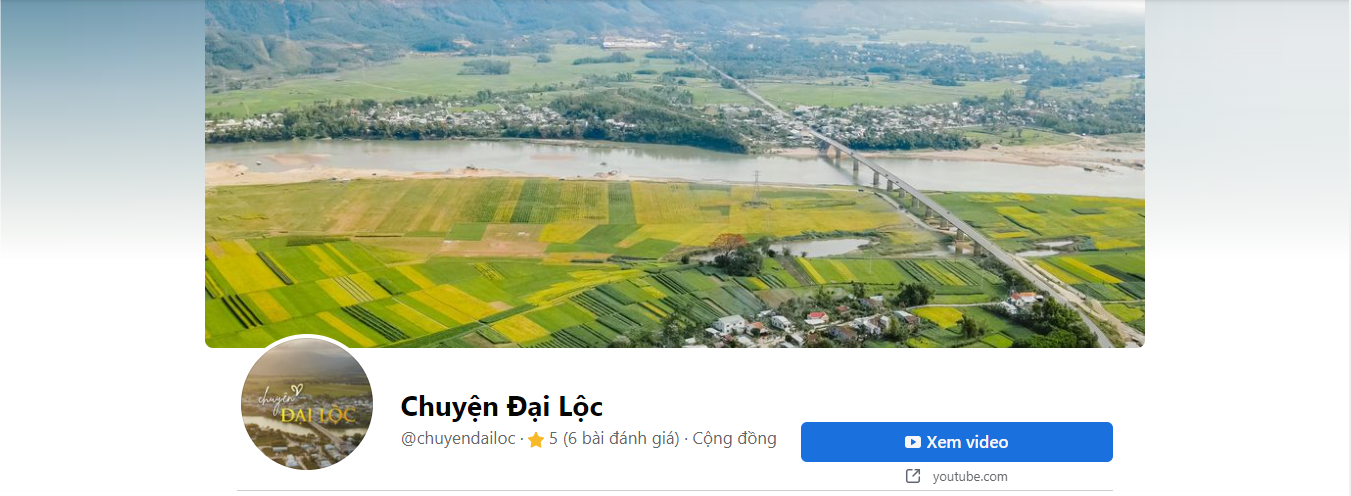 chuyện
ĐẠI LỘC
Chuyện Đại Lộc
@chuyendailoc · 5 (6 bài đánh giá) · Cộng đồng
Xem video
youtube.com